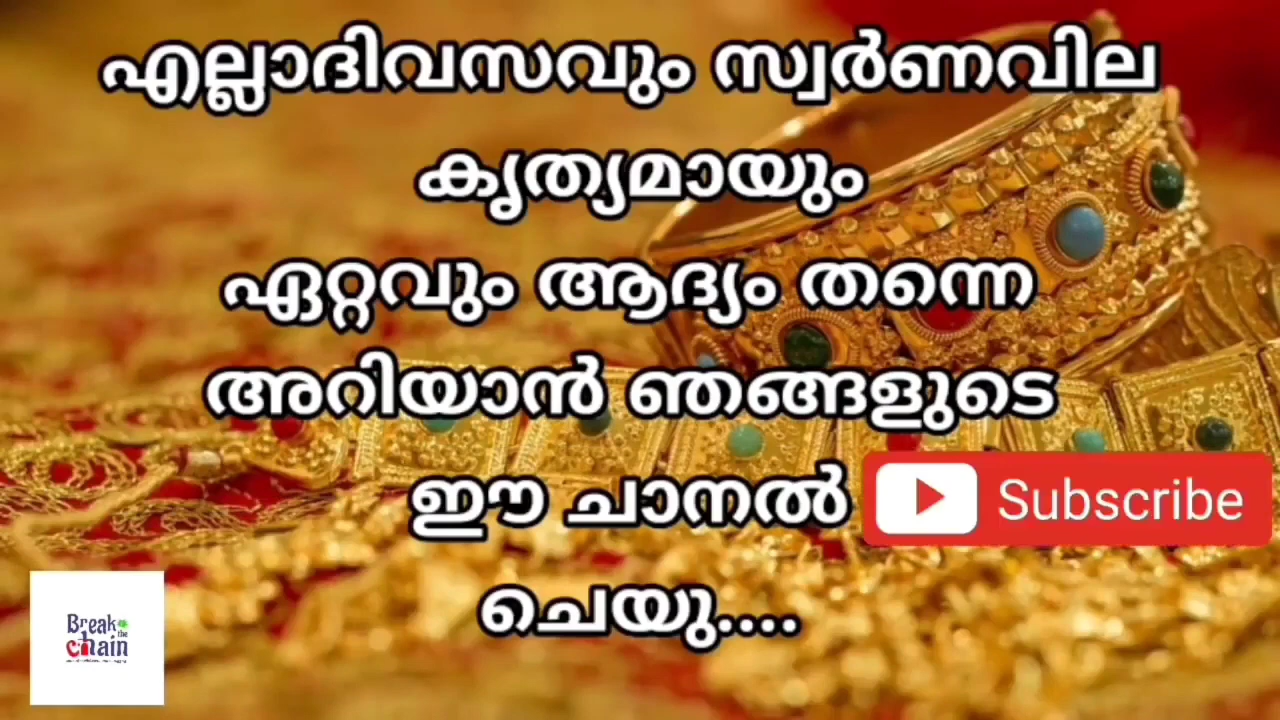 എല്ലാദിവസവും സ്വർണവില
കൃത്യമായും
ഏറ്റവും ആദ്യം തന്നെ
അറിയാൻ ഞങ്ങളുടെ
ഈ ചാനൽ Subscribe
ചെയു....
Break
the
chain